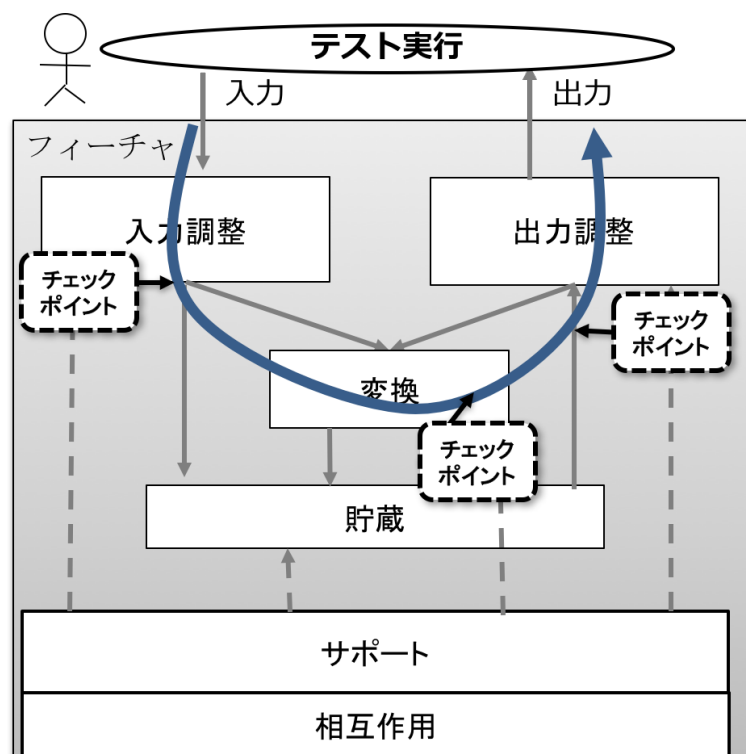 テスト実行
入力
出力
フィーチャ
入力調整
出力調整
チェック
ポイント
チェック
ポイント
変換
チェック
ポイント
貯蔵
サポート
相互作用